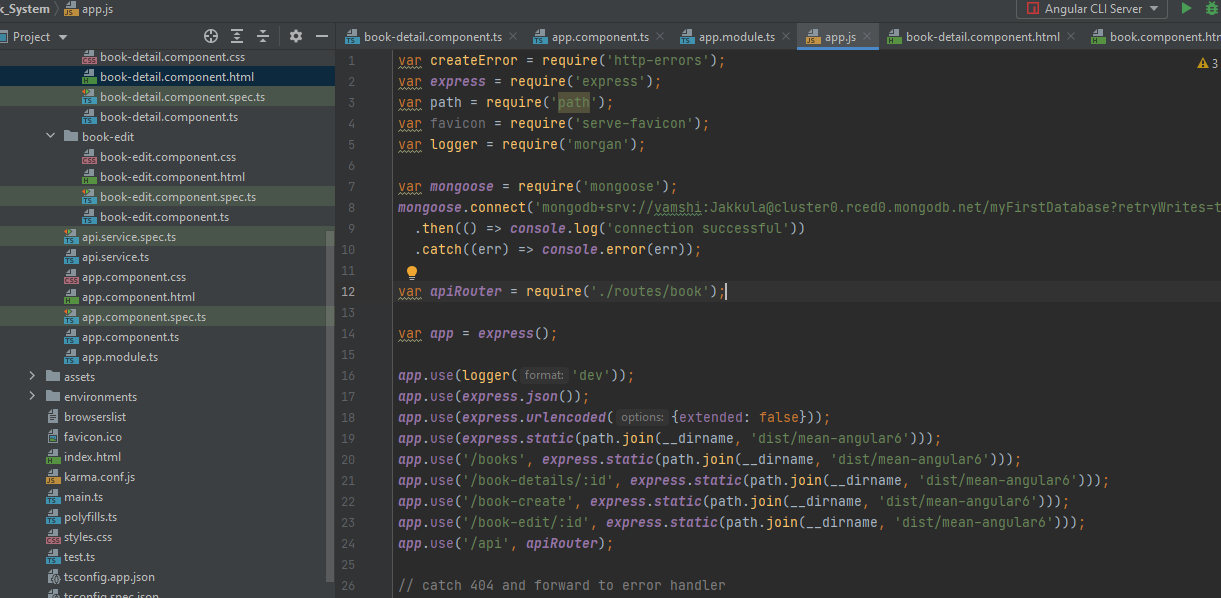 k_System
app.js
Angular CLI Server
Project
book-detail.component.ts
app.component.ts
app.module.ts
app.js
book-detail.component.html
book.component.htm
book-detail.component.css
book-detail.component.html
book-detail.component.spec.ts
book-detail.component.ts
book-edit
book-edit.component.css
book-edit.component.html
book-edit.component.spec.ts
book-edit.component.ts
api.service.spec.ts
api.service.ts
app.component.css
app.component.html
app.component.spec.ts
app.component.ts
app.module.ts
assets
environments
browserslist
favicon.ico
index.html
karma.conf.js
main.ts
polyfills.ts
styles.css
test.ts
tsconfig.app.json
tsconfig.spec.json
3
1 var createError = require('http-errors');
2 var express = require('express');
3 var path = require('path');
4 var favicon = require('serve-favicon');
5 var logger = require('morgan');
6
7 var mongoose = require('mongoose');
8 mongoose.connect('mongodb+srv://vamshi:Jakkula@cluster0.rced0.mongodb.net/myFirstDatabase?retryWrites=t
9 .then(() => console.log('connection successful'))
10 .catch((err) => console.error(err));
11
12 var apiRouter = require('./routes/book');
13
14 var app = express();
15
16 app.use(logger( format: 'dev'));
17 app.use(express.json());
18 app.use(express.urlencoded( options: {extended: false}));
19 app.use(express.static(path.join(__dirname, 'dist/mean-angular6')));
20 app.use('/books', express.static(path.join(__dirname, 'dist/mean-angular6')));
21 app.use('/book-details/:id', express.static(path.join(__dirname, 'dist/mean-angular6')));
22 app.use('/book-create', express.static(path.join(__dirname, 'dist/mean-angular6')));
23 app.use('/book-edit/:id', express.static(path.join(__dirname, 'dist/mean-angular6')));
24 app.use('/api', apiRouter);
25
26 // catch 404 and forward to error handler